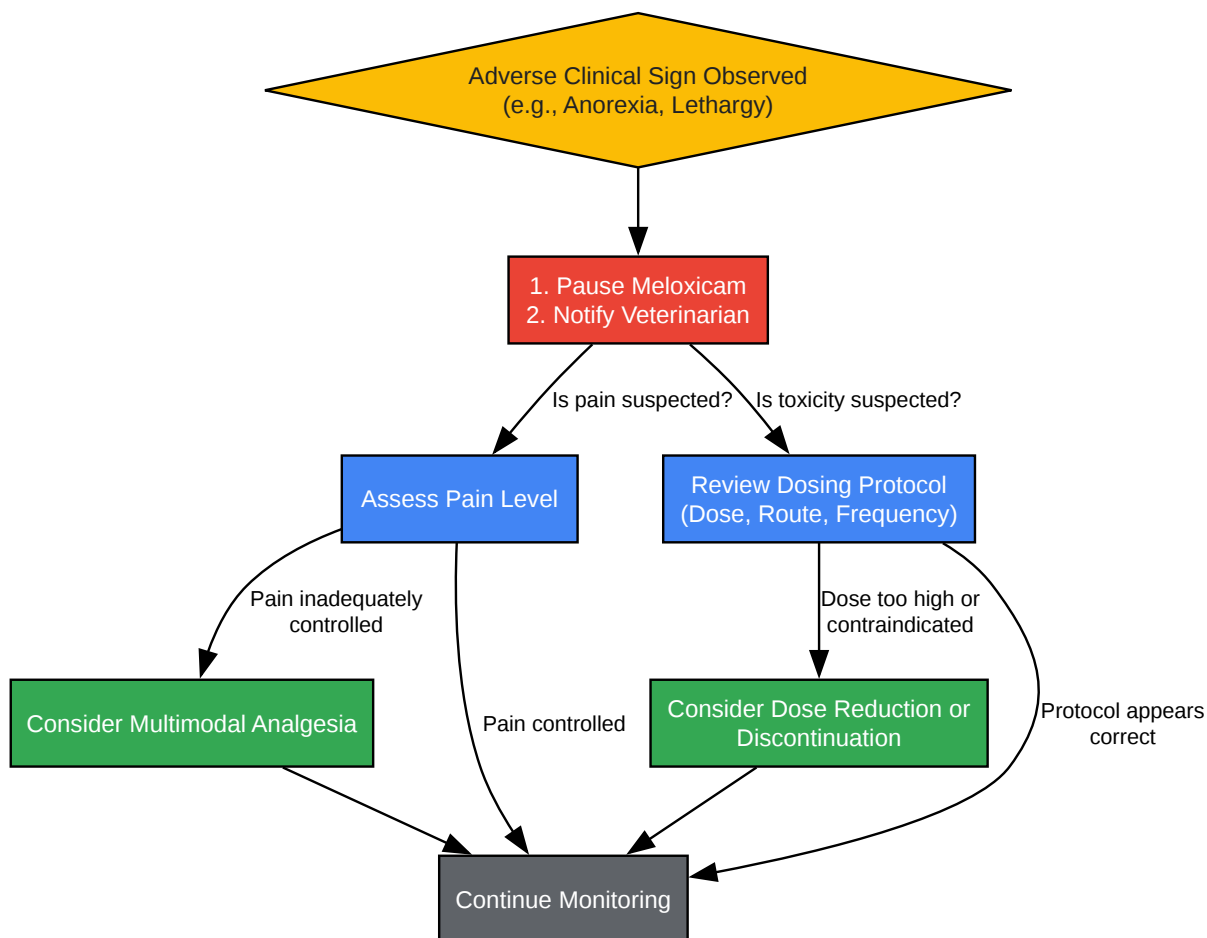 Adverse Clinical Sign Observed
(e.g., Anorexia, Lethargy)
1. Pause Meloxicam
2. Notify Veterinarian
Is pain suspected?
Is toxicity suspected?
Assess Pain Level
Review Dosing Protocol
(Dose, Route, Frequency)
Pain inadequately
controlled
Dose too high or
contraindicated
Consider Multimodal Analgesia
Pain controlled
Consider Dose Reduction or
Discontinuation
Protocol appears
correct
Continue Monitoring